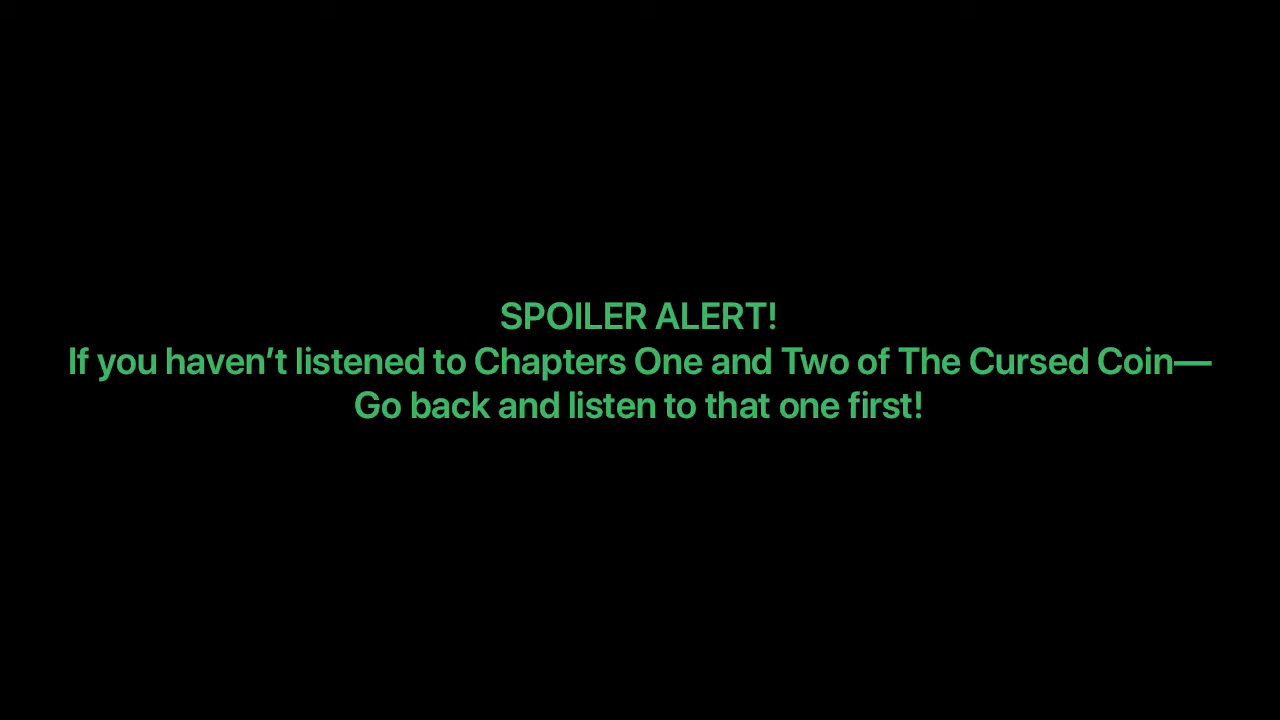 SPOILER ALERT!
If you haven’t listened to Chapters One and Two of The Cursed Coin—
Go back and listen to that one first!